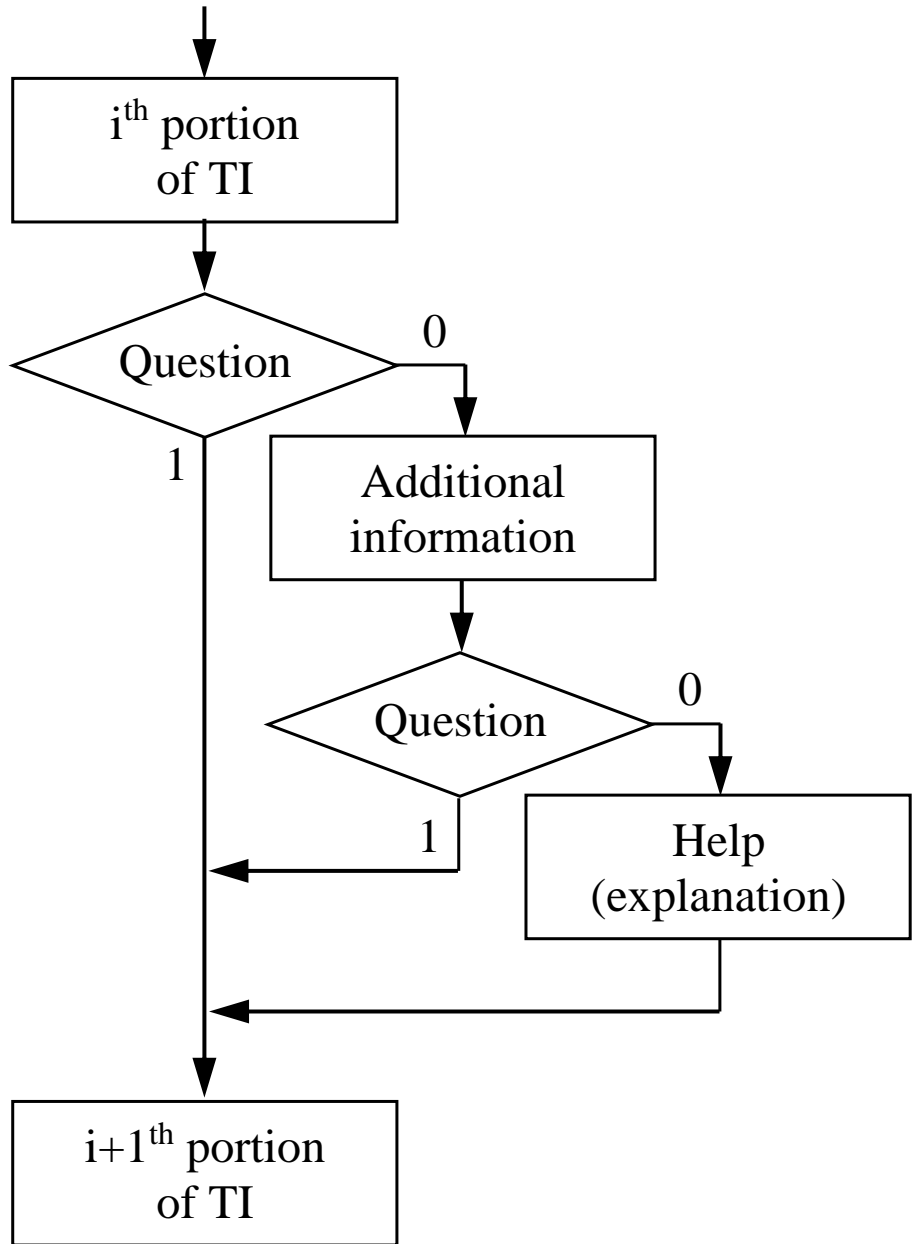 iᵗʰ portion
of TI
Question
0
1
Additional
information
Question
0
1
Help
(explanation)
i+1ᵗʰ portion
of TI